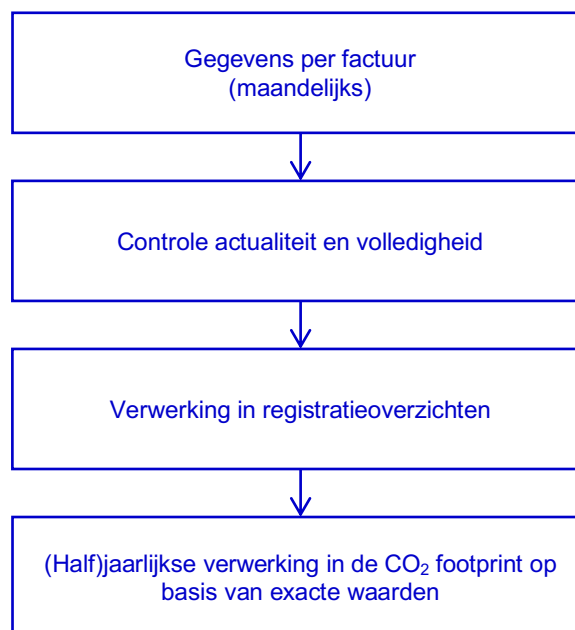 Gegevens per factuur
(maandelijks)
Controle actualiteit en volledigheid
Verwerking in registratieoverzichten
(Half)jaarlijkse verwerking in de CO₂ footprint op
basis van exacte waarden